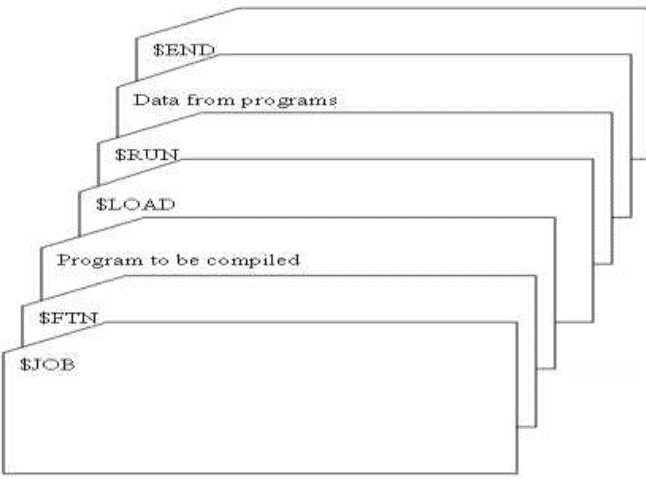 $END
Data from programs
$RUN
$LOAD
Program to be compiled
$FTN
$JOB